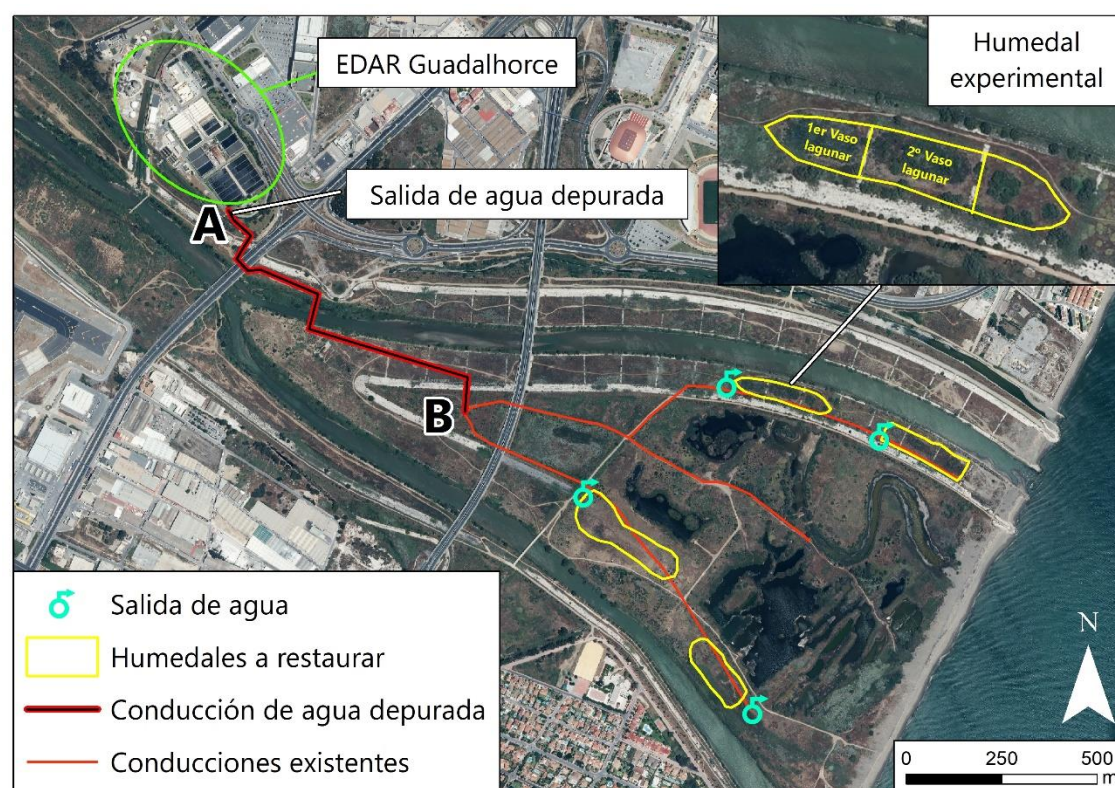 EDAR Guadalhorce
Salida de agua depurada
A
B
Humedal
experimental
1er Vaso
lagunar
2º Vaso
lagunar
Salida de agua
Humedales a restaurar
Conducción de agua depurada
Conducciones existentes
N
0 250 500
m